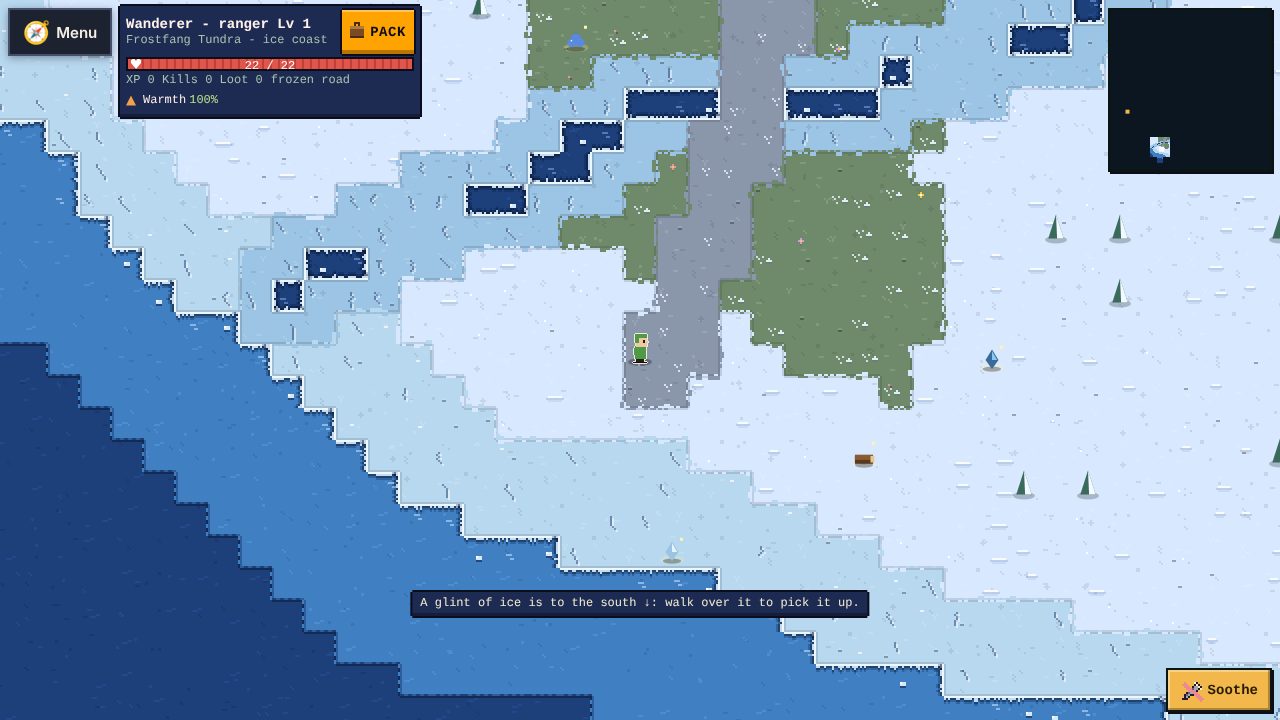 Menu
Wanderer - ranger Lv 1
Frostfang Tundra - ice coast
PACK
22 / 22
XP 0 Kills 0 Loot 0 frozen road
Warmth 100%
A glint of ice is to the south ↓: walk over it to pick it up.
Soothe